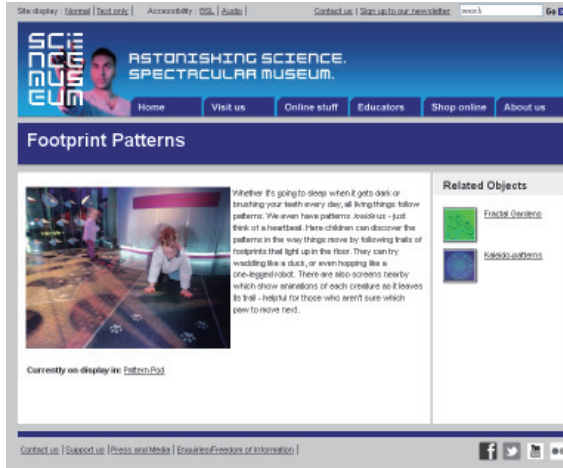 Site display : Normal | Text only | Accessibility : BSL | Audio | Contact us | Sign up to our newsletter search Go
SCIENCE MUSEUM
ASTONISHING SCIENCE.
SPECTACULAR MUSEUM.
Home Visit us Online stuff Educators Shop online About us
Footprint Patterns
Whether it's going to sleep when it gets dark or
brushing your teeth every day, all living things follow
patterns. We even have patterns inside us - just
think of a heartbeat. Here children can discover the
patterns in the way things move by following trails of
footprints that light up in the floor. They can try
waddling like a duck, or even hopping like a
one-legged robot. There are also screens nearby
which show animations of each creature as it leaves
its trail - helpful for those who aren't sure which
paw to move next.
Currently on display in: Pattern Pod
Related Objects
Fractal Gardens
Kaleido-patterns
Contact us | Support us | Press and Media | Enquiries/Freedom of Information |